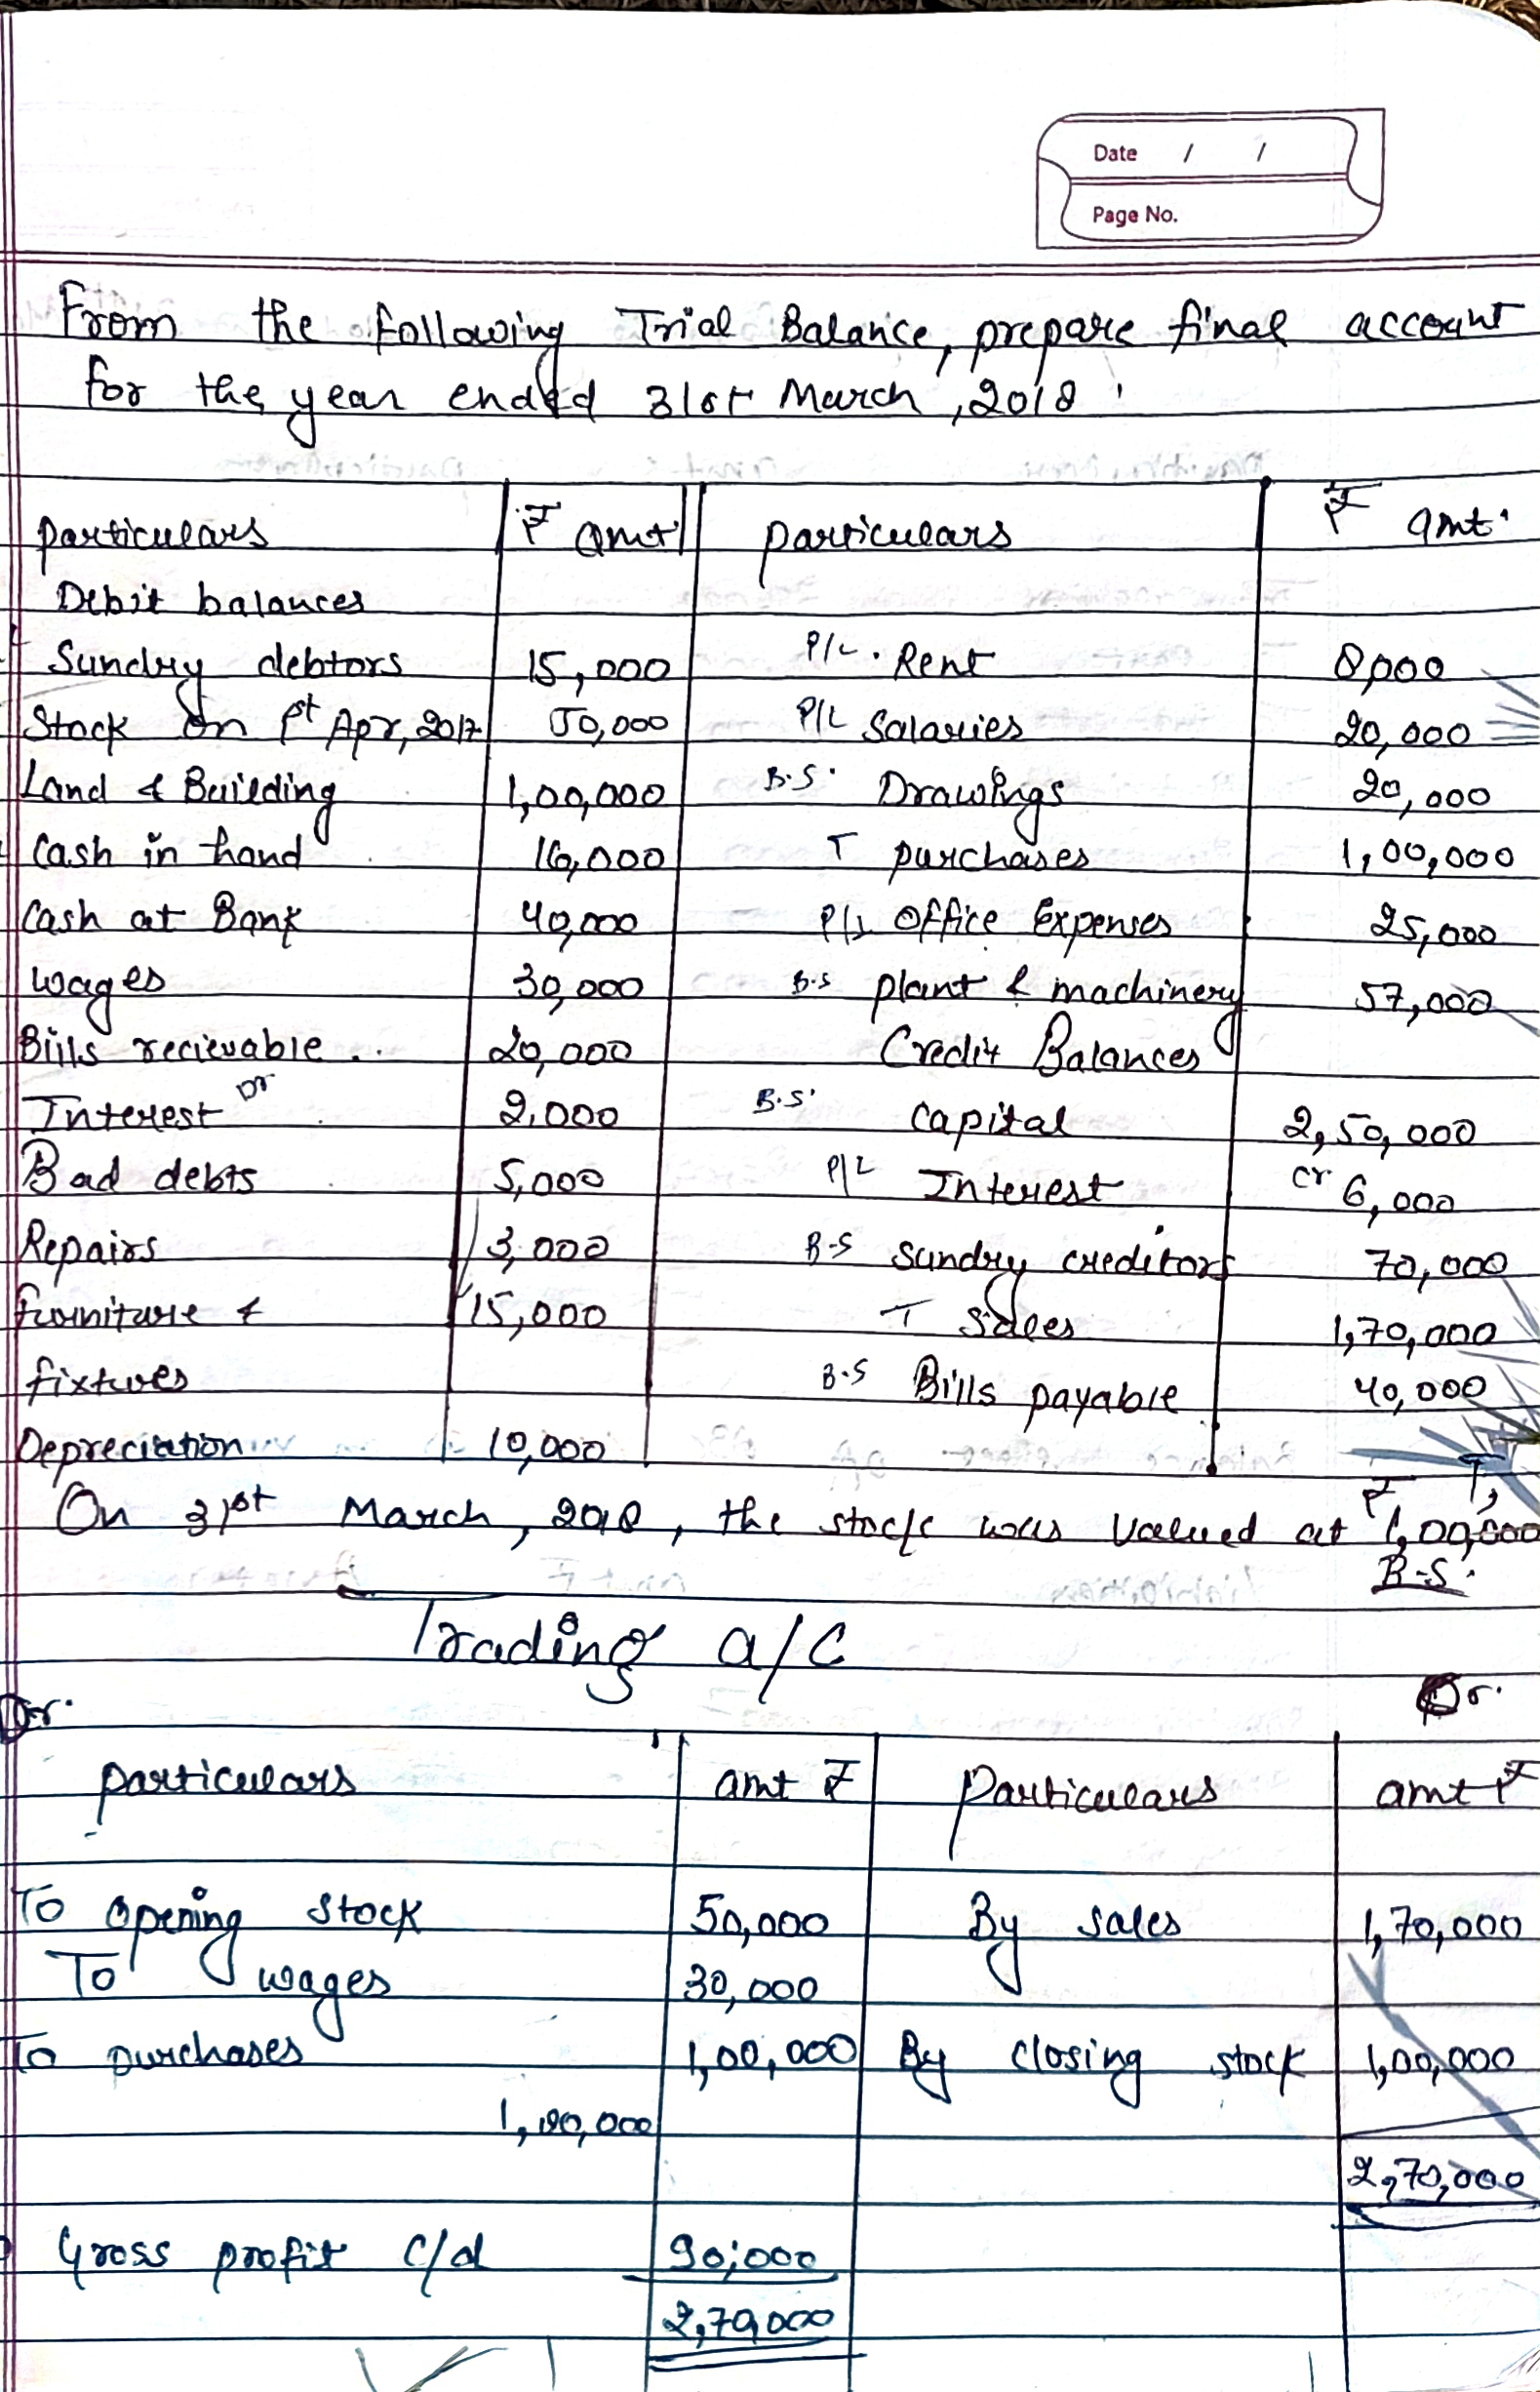 Date / /
Page No.
From the following Trial Balance, prepare final account
for the year ended 31st March, 2018 :
particulars ₹ amt particulars ₹ amt.
Debit balances
Sundry debtors 15,000 P/L . Rent 8,000
Stock on 1st Apr, 2017 50,000 P/L Salaries 20,000
Land & Building 1,00,000 B.S. Drawings 20,000
Cash in hand 16,000 T purchases 1,00,000
Cash at Bank 40,000 P/L Office Expenses 25,000
wages 30,000 B.S plant & machinery 57,000
Bills recievable .. 20,000 Credit Balances
Interest Dr 2,000 B.S. capital 2,50,000
Bad debts 5,000 P/L Interest cr 6,000
Repairs 3,000 B-S sundry creditors 70,000
furniture & 15,000 T sales 1,70,000
fixtures B.S Bills payable 40,000
Depreciation 10,000
On 31st March, 2018, the stock was valued at ₹ 1,00,000 T,
B-S.
Trading a/c
Dr. Cr.
particulars amt ₹ Particulars amt ₹
To opening stock 50,000 By sales 1,70,000
To wages 30,000
To purchases 1,00,000 By closing stock 1,00,000
1,80,000
2,70,000
Gross profit c/d 90,000
2,70,000